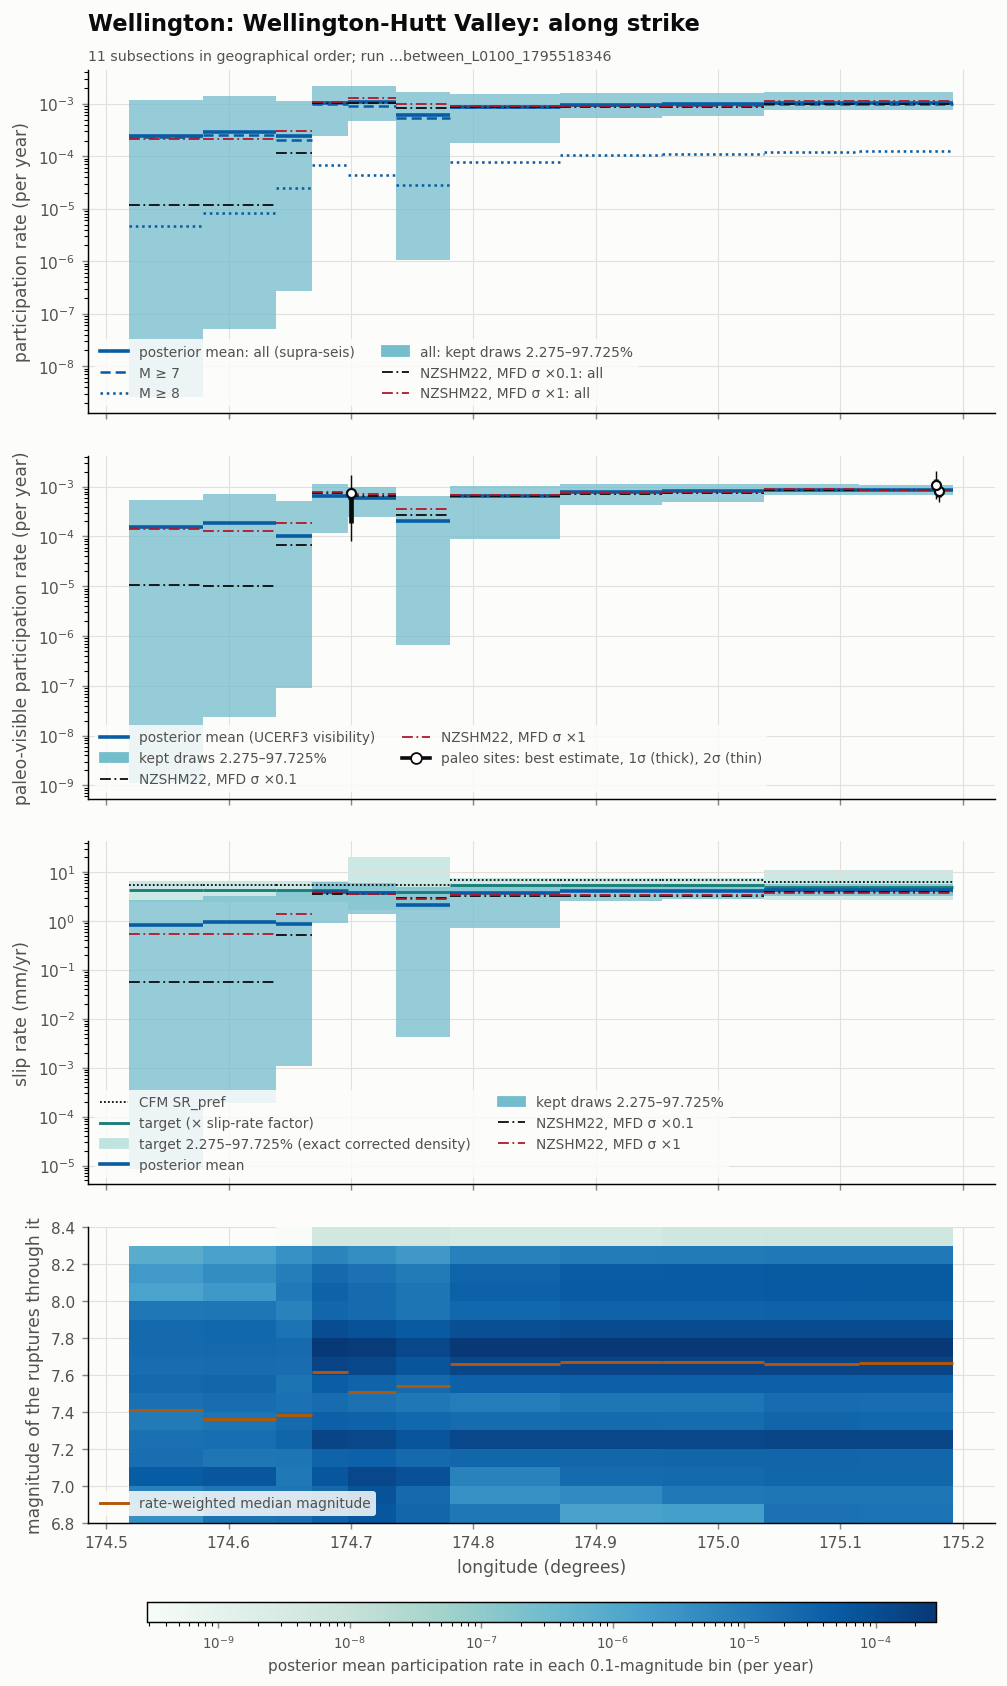 Wellington: Wellington-Hutt Valley: along strike
11 subsections in geographical order; run ...between_L0100_1795518346
participation rate (per year)
10⁻³
10⁻⁴
10⁻⁵
10⁻⁶
10⁻⁷
10⁻⁸
posterior mean: all (supra-seis)
M ≥ 7
M ≥ 8
all: kept draws 2.275–97.725%
NZSHM22, MFD σ ×0.1: all
NZSHM22, MFD σ ×1: all
paleo-visible participation rate (per year)
10⁻³
10⁻⁴
10⁻⁵
10⁻⁶
10⁻⁷
10⁻⁸
10⁻⁹
posterior mean (UCERF3 visibility)
kept draws 2.275–97.725%
NZSHM22, MFD σ ×0.1
NZSHM22, MFD σ ×1
paleo sites: best estimate, 1σ (thick), 2σ (thin)
slip rate (mm/yr)
10¹
10⁰
10⁻¹
10⁻²
10⁻³
10⁻⁴
10⁻⁵
CFM SR_pref
target (× slip-rate factor)
target 2.275–97.725% (exact corrected density)
posterior mean
kept draws 2.275–97.725%
NZSHM22, MFD σ ×0.1
NZSHM22, MFD σ ×1
magnitude of the ruptures through it
8.4
8.2
8.0
7.8
7.6
7.4
7.2
7.0
6.8
rate-weighted median magnitude
174.5 174.6 174.7 174.8 174.9 175.0 175.1 175.2
longitude (degrees)
10⁻⁹ 10⁻⁸ 10⁻⁷ 10⁻⁶ 10⁻⁵ 10⁻⁴
posterior mean participation rate in each 0.1-magnitude bin (per year)